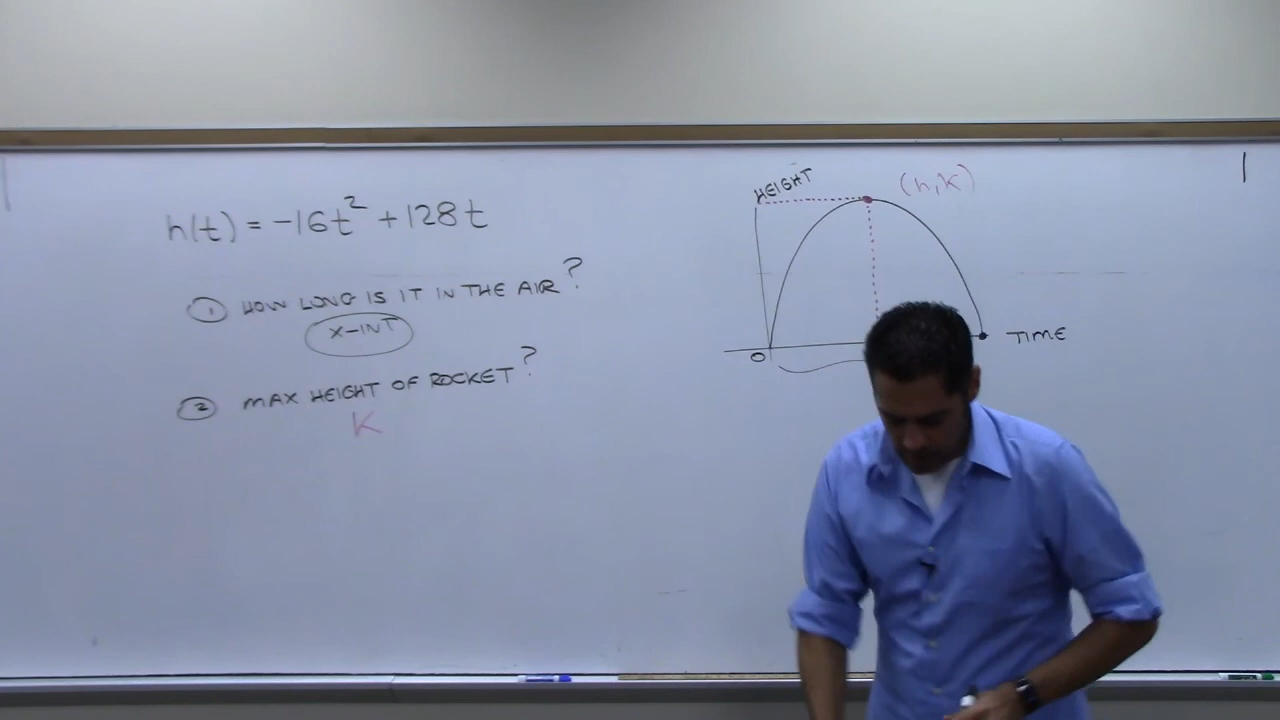 h(t) = -16t² + 128t
① HOW LONG IS IT IN THE AIR?
X-INT
② MAX HEIGHT OF ROCKET?
K
HEIGHT
(h,K)
TIME
0